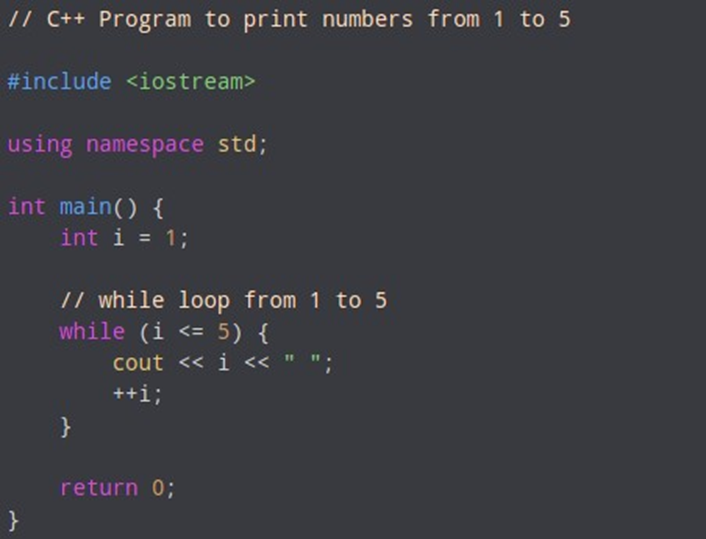 // C++ Program to print numbers from 1 to 5
#include <iostream>
using namespace std;
int main() {
    int i = 1;
    // while loop from 1 to 5
    while (i <= 5) {
        cout << i << " ";
        ++i;
    }
    return 0;
}